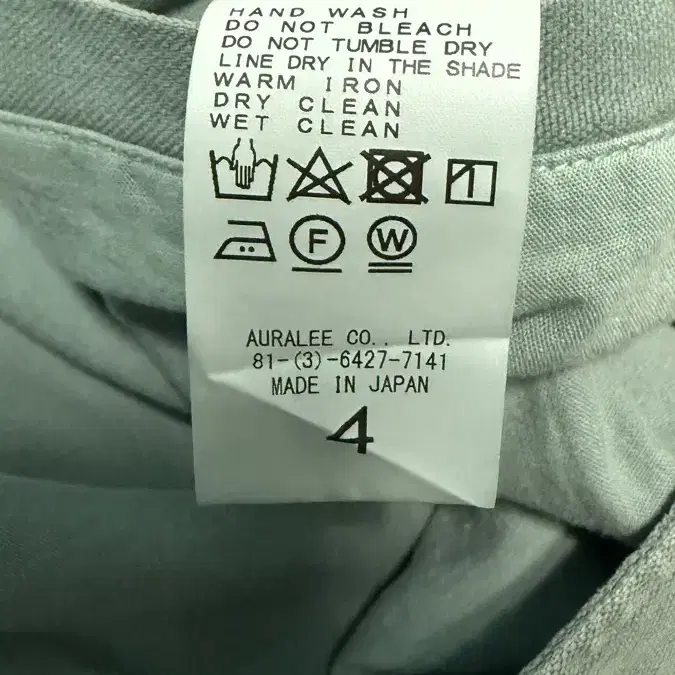 HAND WASH
DO NOT BLEACH
DO NOT TUMBLE DRY
LINE DRY IN THE SHADE
WARM IRON
DRY CLEAN
WET CLEAN
F W
AURALEE CO., LTD.
81-(3)-6427-7141
MADE IN JAPAN
4